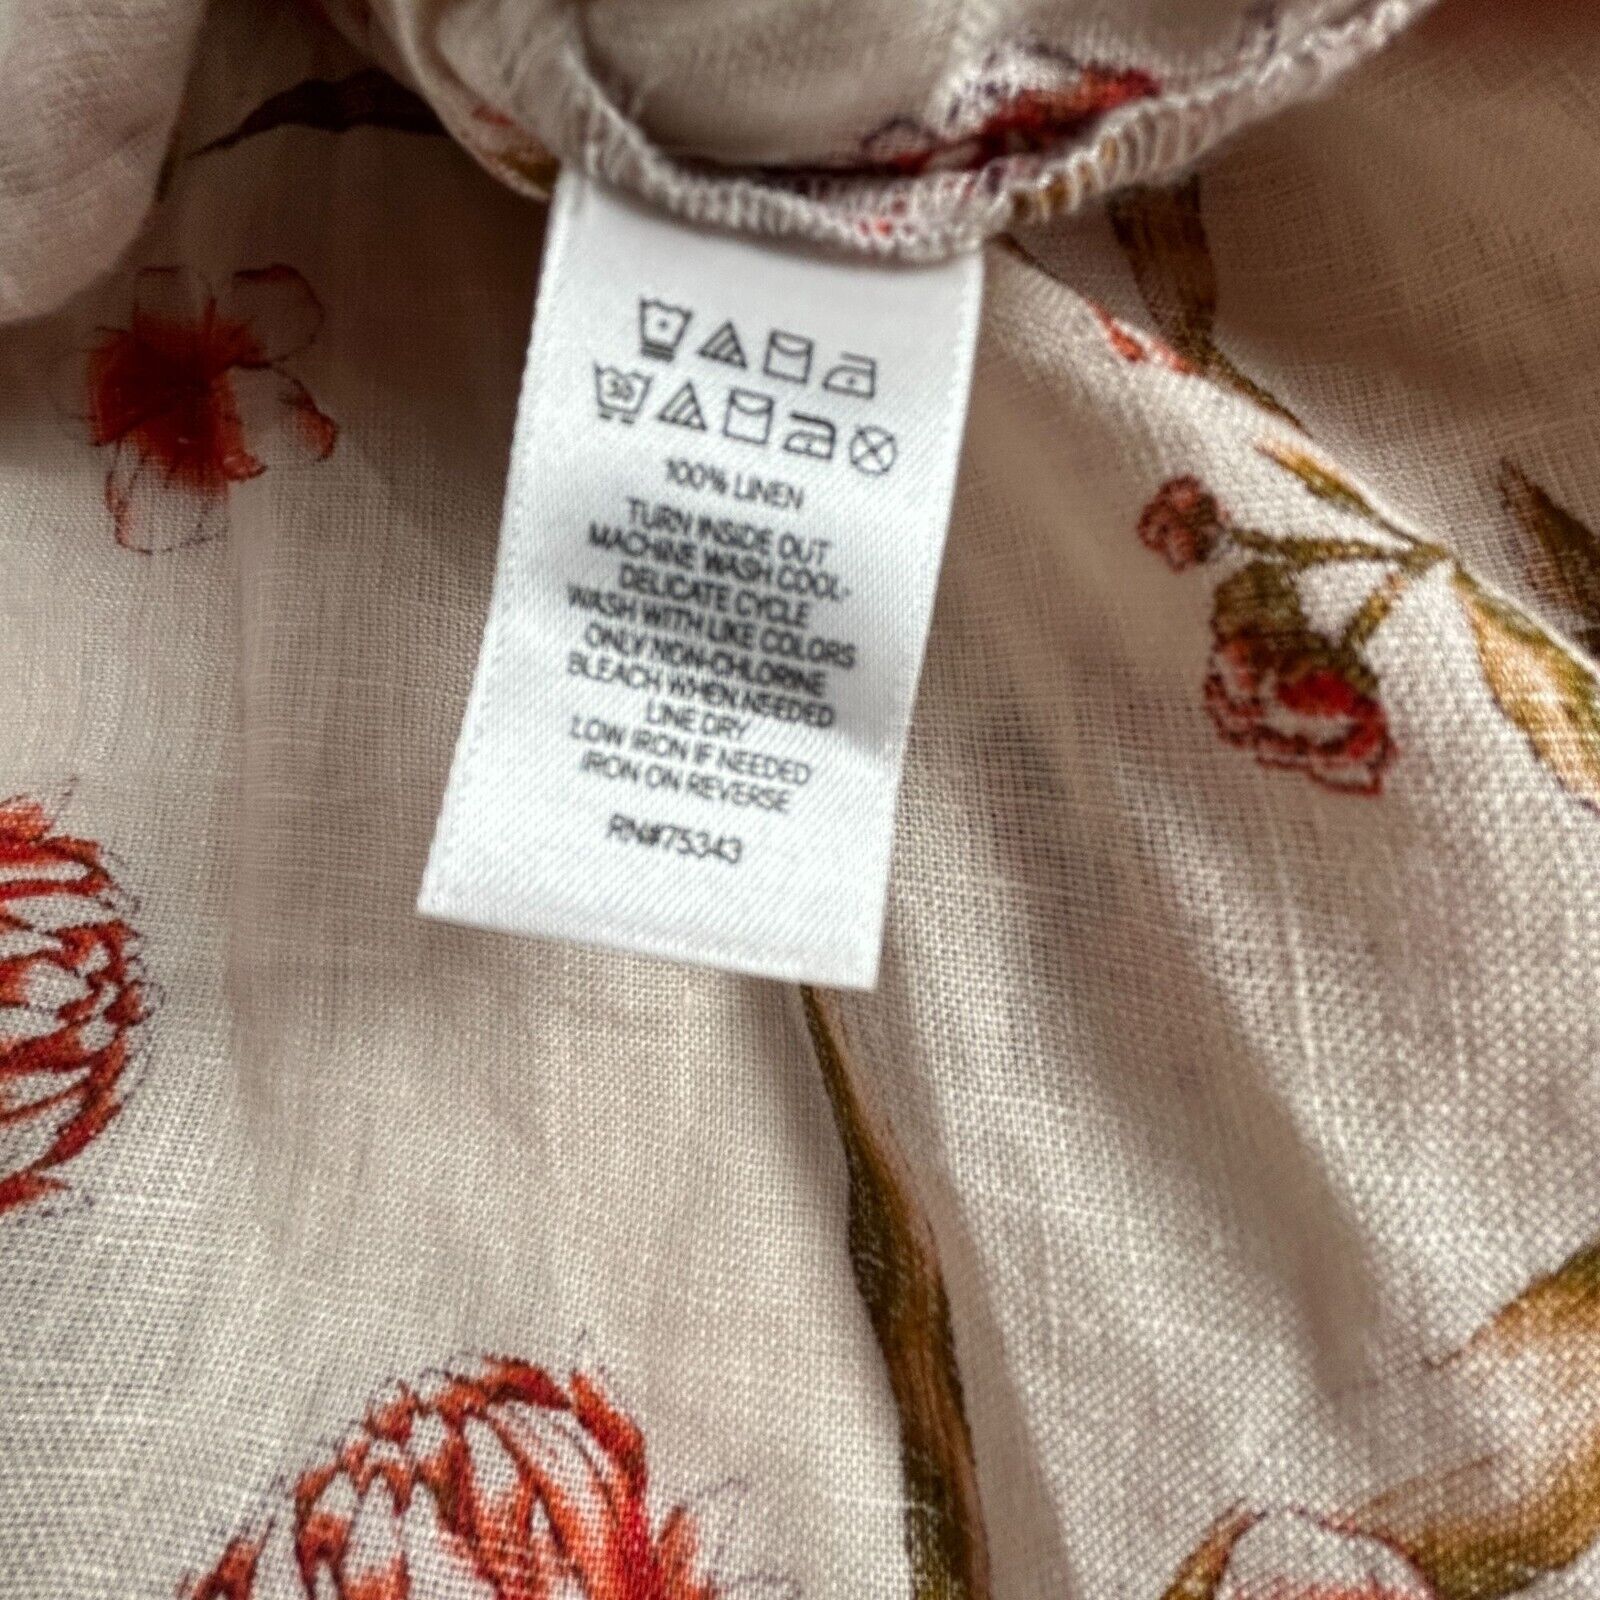 30
100% LINEN
TURN INSIDE OUT
MACHINE WASH COOL-
DELICATE CYCLE
WASH WITH LIKE COLORS
ONLY NON-CHLORINE
BLEACH WHEN NEEDED
LINE DRY
LOW IRON IF NEEDED
IRON ON REVERSE
RN#75343